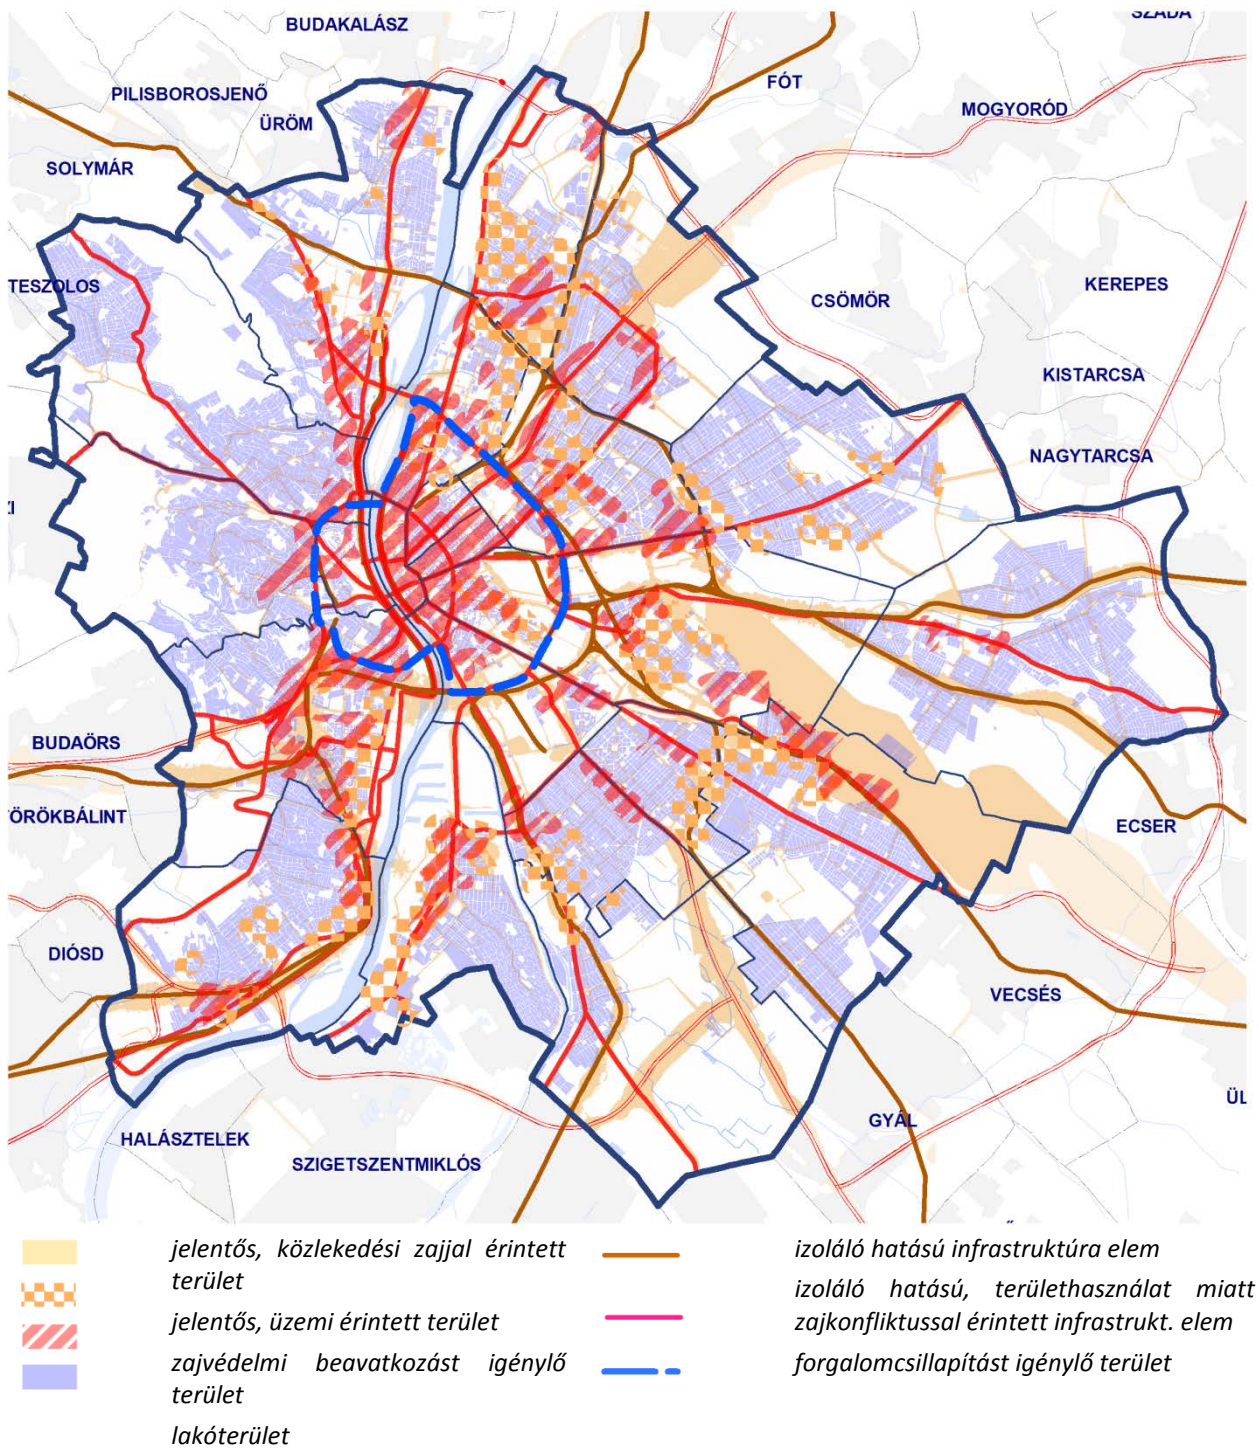 SZADA
BUDAKALÁSZ
FÓT
PILISBOROSJENŐ
MOGYORÓD
ÜRÖM
SOLYMÁR
TESZOLOS
KEREPES
CSÖMÖR
KISTARCSA
NAGYTARCSA
ZI
BUDAÖRS
TÖRÖKBÁLINT
ECSER
DIÓSD
VECSÉS
ÜL
GYÁL
HALÁSZTELEK
SZIGETSZENTMIKLÓS
jelentős, közlekedési zajjal érintett
terület
jelentős, üzemi érintett terület
zajvédelmi beavatkozást igénylő
terület
lakóterület
izoláló hatású infrastruktúra elem
izoláló hatású, területhasználat miatt
zajkonfliktussal érintett infrastrukt. elem
forgalomcsillapítást igénylő terület